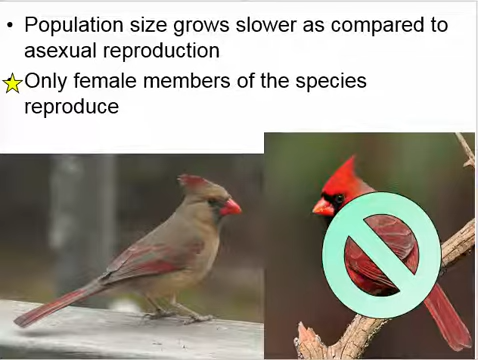 • Population size grows slower as compared to
asexual reproduction
Only female members of the species
reproduce